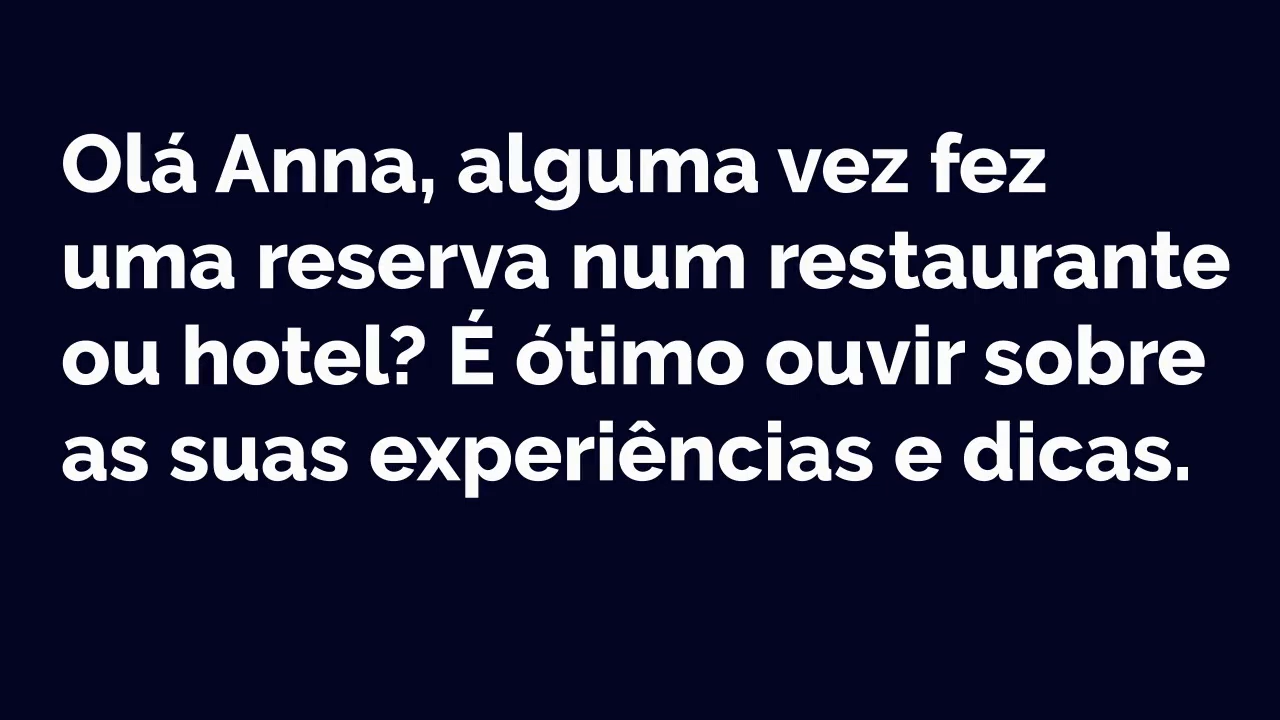 Olá Anna, alguma vez fez
uma reserva num restaurante
ou hotel? É ótimo ouvir sobre
as suas experiências e dicas.